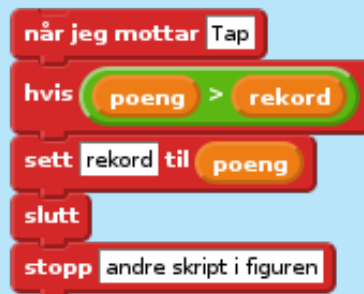 når jeg mottar Tap
hvis poeng > rekord
sett rekord til poeng
slutt
stopp andre skript i figuren